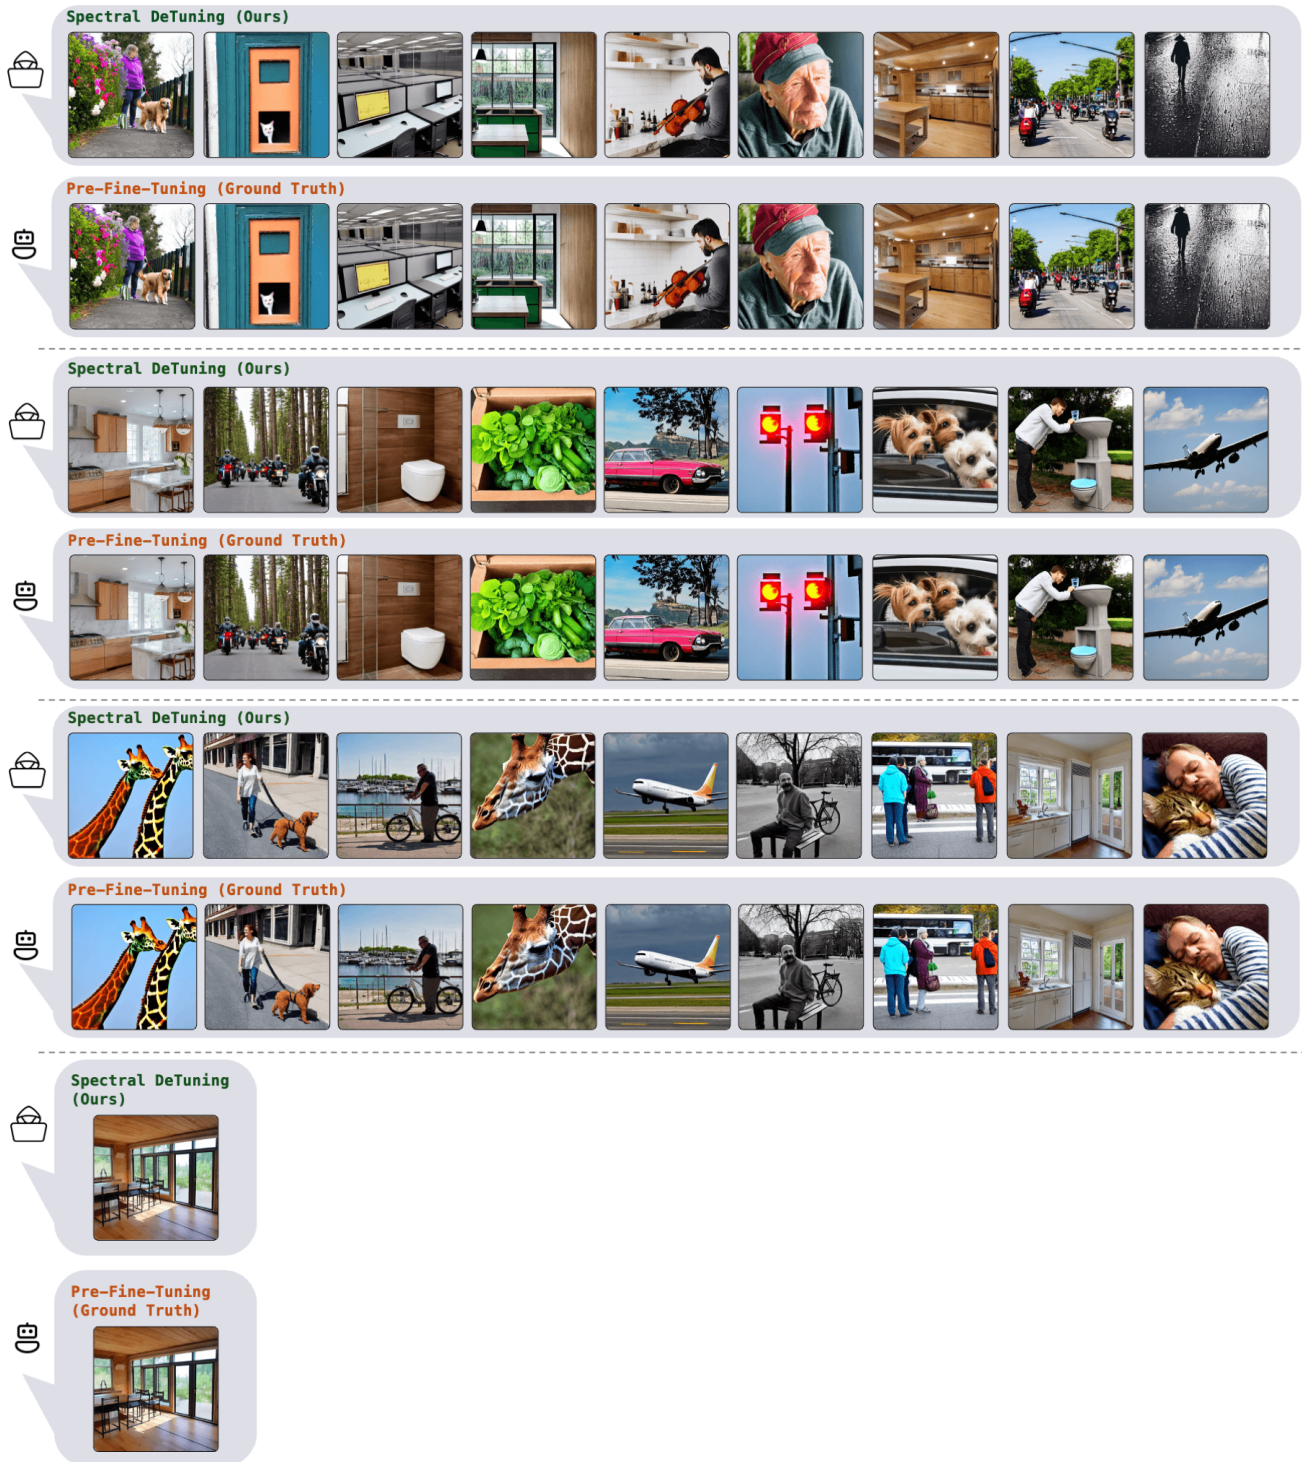 Spectral DeTuning (Ours)
Pre-Fine-Tuning (Ground Truth)
Spectral DeTuning (Ours)
Pre-Fine-Tuning (Ground Truth)
Spectral DeTuning (Ours)
Pre-Fine-Tuning (Ground Truth)
Spectral DeTuning
(Ours)
Pre-Fine-Tuning
(Ground Truth)